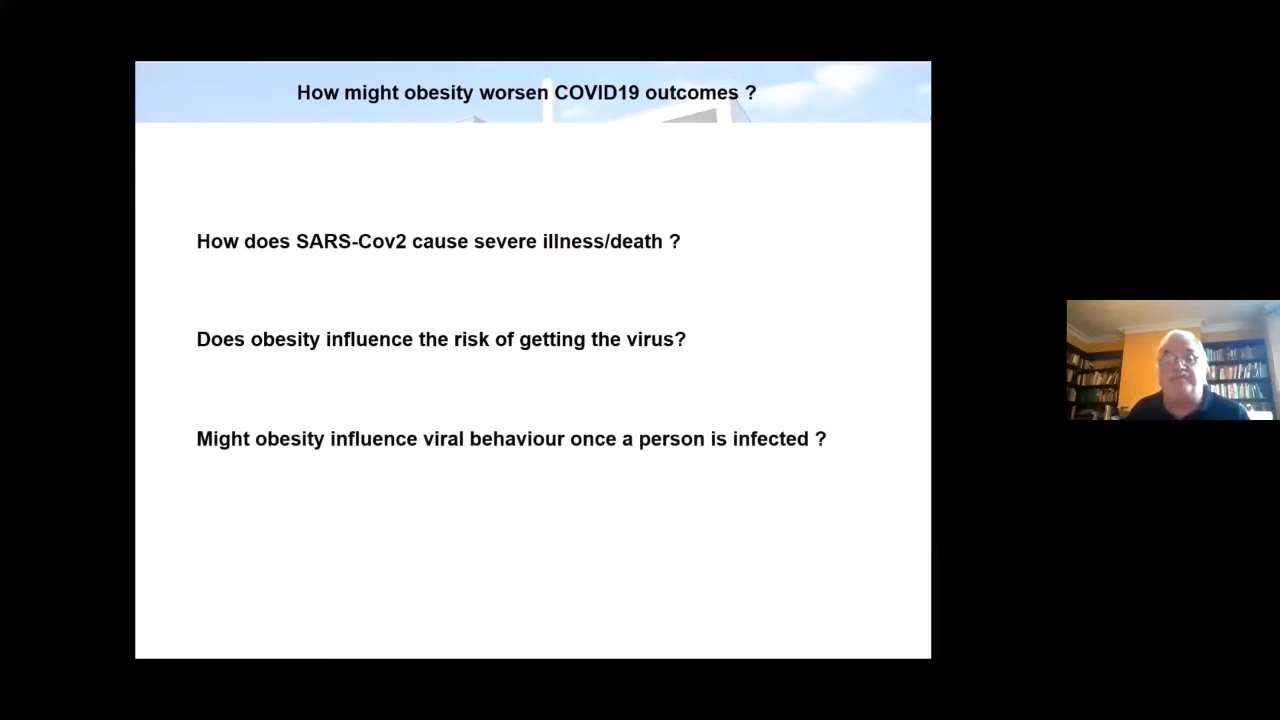 How might obesity worsen COVID19 outcomes ?
How does SARS-Cov2 cause severe illness/death ?
Does obesity influence the risk of getting the virus?
Might obesity influence viral behaviour once a person is infected ?